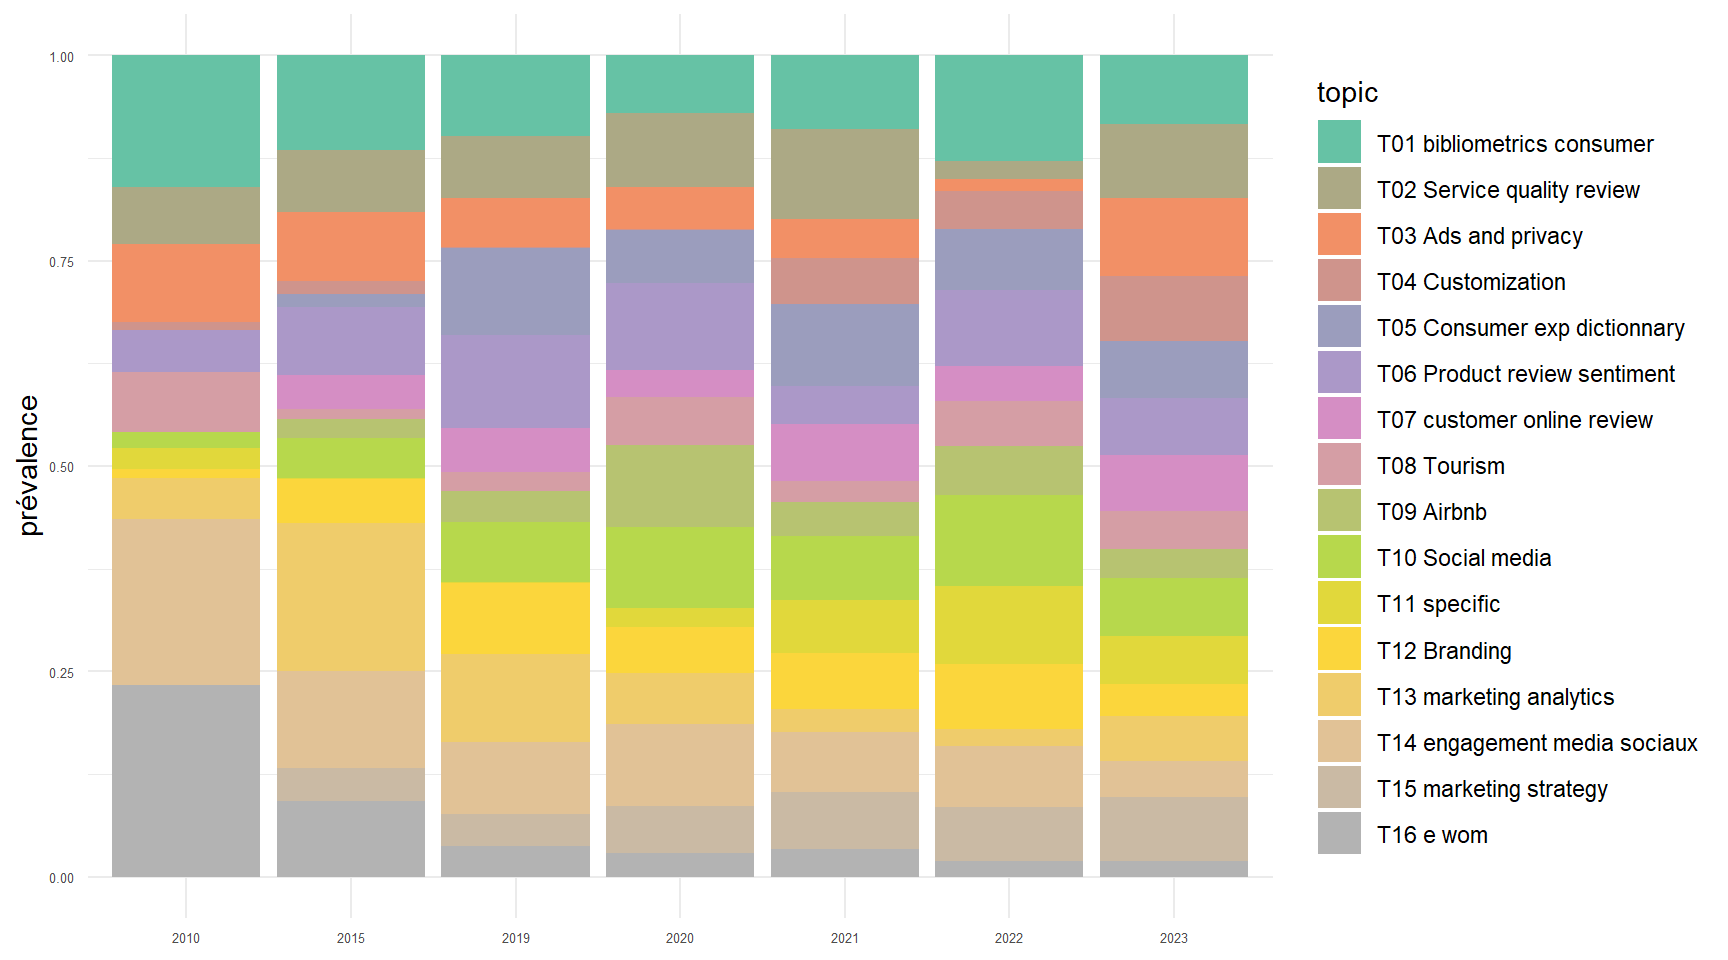 1.00
0.75
0.50
0.25
0.00
prévalence
2010
2015
2019
2020
2021
2022
2023
topic
T01 bibliometrics consumer
T02 Service quality review
T03 Ads and privacy
T04 Customization
T05 Consumer exp dictionnary
T06 Product review sentiment
T07 customer online review
T08 Tourism
T09 Airbnb
T10 Social media
T11 specific
T12 Branding
T13 marketing analytics
T14 engagement media sociaux
T15 marketing strategy
T16 e wom